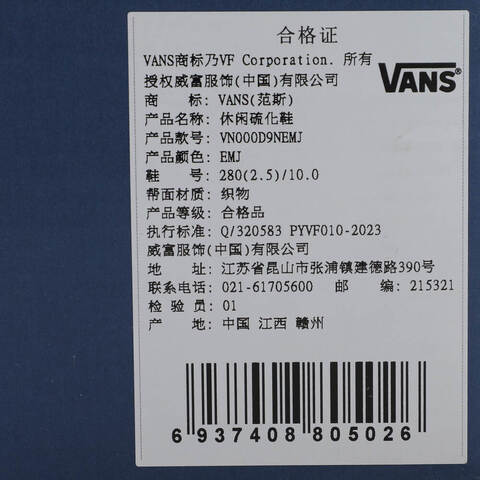 合格证
VANS商标乃VF Corporation. 所有
授权威富服饰(中国)有限公司
VANS®
商 标: VANS(范斯)
产品名称: 休闲硫化鞋
产品款号: VN000D9NEMJ
产品颜色: EMJ
鞋 号: 280(2.5)/10.0
帮面材质: 织物
产品等级: 合格品
执行标准: Q/320583 PYVF010-2023
威富服饰(中国)有限公司
地 址: 江苏省昆山市张浦镇建德路390号
联系电话: 021-61705600 邮 编: 215321
检 验 员: 01
产 地: 中国 江西 赣州
6 937408 805026